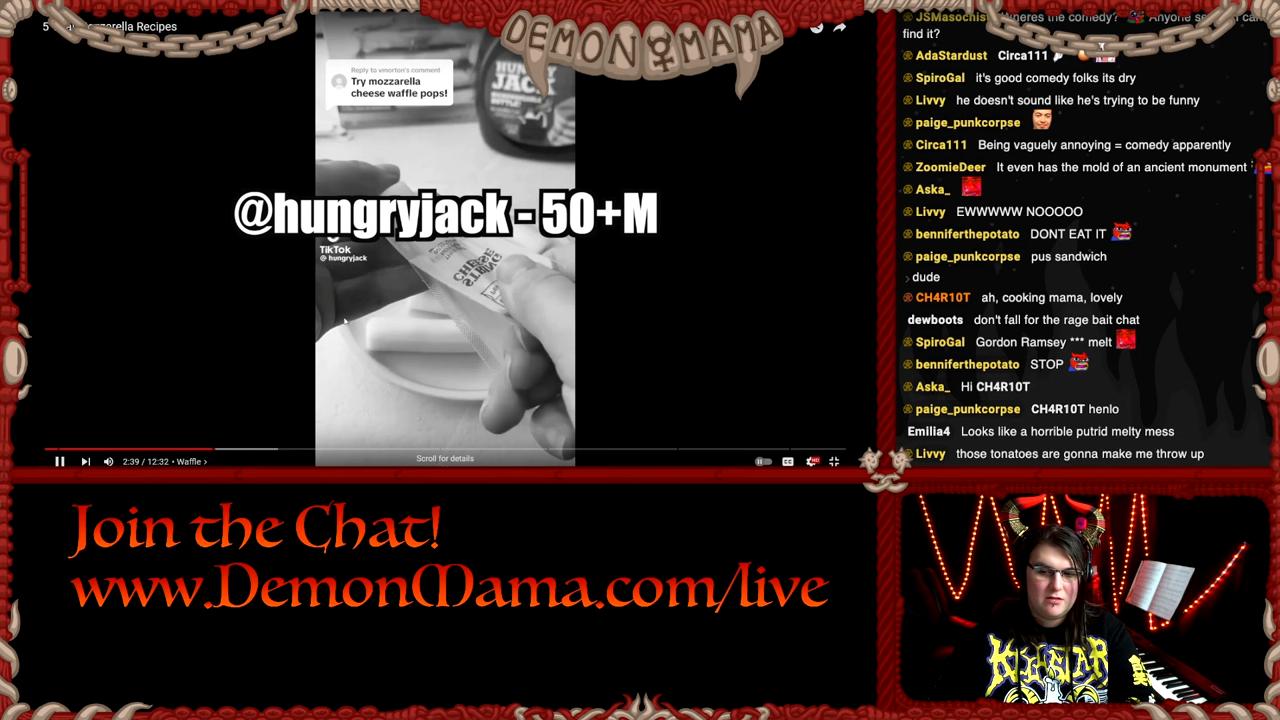 zzarella Recipes
DEMON MAMA
Reply to vmorton's comment
Try mozzarella
cheese waffle pops!
HUNGRY
JACK
@hungryjack - 50+M
TikTok
@ hungryjack
CHEESE
STRING
Scroll for details
2:39 / 12:32 • Waffle >
CC
HD
JSMasochis
find it?
AdaStardust Circa111
SpiroGal it's good comedy folks its dry
Livvy he doesn't sound like he's trying to be funny
paige_punkcorpse
Circa111 Being vaguely annoying = comedy apparently
ZoomieDeer It even has the mold of an ancient monument
Aska_
Livvy EWWWWW NOOOOO
benniferthepotato DONT EAT IT
paige_punkcorpse pus sandwich
› dude
CH4R10T ah, cooking mama, lovely
dewboots don't fall for the rage bait chat
SpiroGal Gordon Ramsey *** melt
benniferthepotato STOP
Aska_ Hi CH4R10T
paige_punkcorpse CH4R10T henlo
Emilia4 Looks like a horrible putrid melty mess
Livvy those tonatoes are gonna make me throw up
Join the Chat!
www.DemonMama.com/live